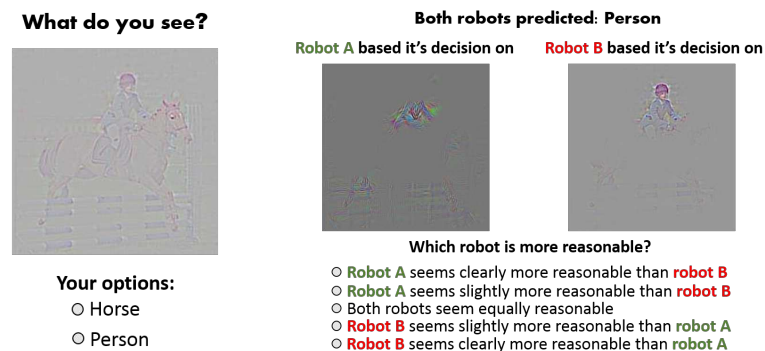 What do you see?
Your options:
Horse
Person
Both robots predicted: Person
Robot A based it's decision on
Robot B based it's decision on
Which robot is more reasonable?
Robot A seems clearly more reasonable than robot B
Robot A seems slightly more reasonable than robot B
Both robots seem equally reasonable
Robot B seems slightly more reasonable than robot A
Robot B seems clearly more reasonable than robot A